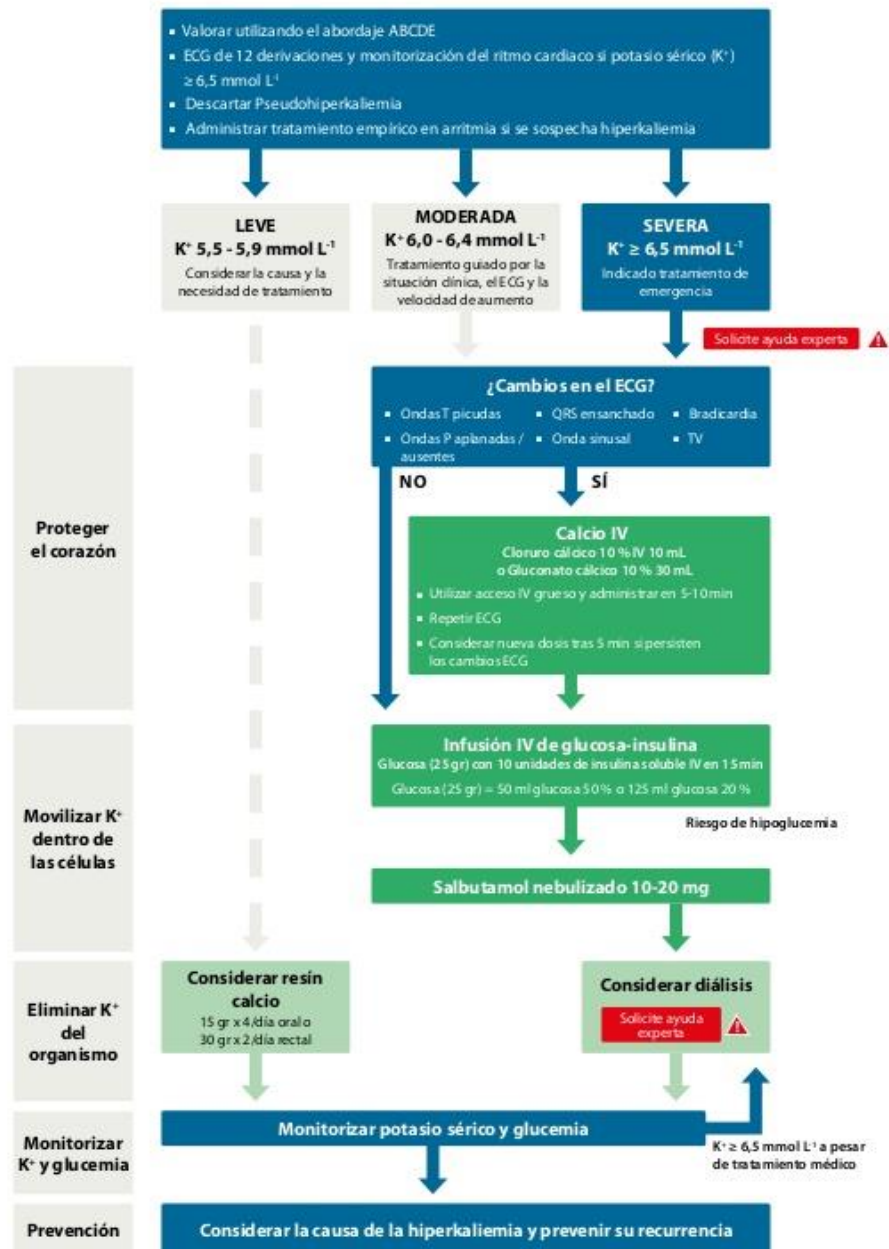 ▪ Valorar utilizando el abordaje ABCDE
▪ ECG de 12 derivaciones y monitorización del ritmo cardiaco si potasio sérico (K⁺)
≥ 6,5 mmol L⁻¹
▪ Descartar Pseudohiperkaliemia
▪ Administrar tratamiento empírico en arritmia si se sospecha hiperkaliemia
LEVE
K⁺ 5,5 - 5,9 mmol L⁻¹
Considerar la causa y la
necesidad de tratamiento
MODERADA
K⁺ 6,0 - 6,4 mmol L⁻¹
Tratamiento guiado por la
situación clínica, el ECG y la
velocidad de aumento
SEVERA
K⁺ ≥ 6,5 mmol L⁻¹
Indicado tratamiento de
emergencia
Solicite ayuda experta
Proteger
el corazón
¿Cambios en el ECG?
▪ Ondas T picudas
▪ Ondas P aplanadas /
ausentes
▪ QRS ensanchado
▪ Onda sinusal
▪ Bradicardia
▪ TV
NO
SÍ
Calcio IV
Cloruro cálcico 10 % IV 10 mL
o Gluconato cálcico 10 % 30 mL
▪ Utilizar acceso IV grueso y administrar en 5-10 min
▪ Repetir ECG
▪ Considerar nueva dosis tras 5 min si persisten
los cambios ECG
Movilizar K⁺
dentro de
las células
Infusión IV de glucosa-insulina
Glucosa (25 gr) con 10 unidades de insulina soluble IV en 15 min
Glucosa (25 gr) = 50 ml glucosa 50 % o 125 ml glucosa 20 %
Riesgo de hipoglucemia
Salbutamol nebulizado 10-20 mg
Eliminar K⁺
del
organismo
Considerar resín
calcio
15 gr x 4/día oral o
30 gr x 2/día rectal
Considerar diálisis
Solicite ayuda
experta
Monitorizar
K⁺ y glucemia
Monitorizar potasio sérico y glucemia
K⁺ ≥ 6,5 mmol L⁻¹ a pesar
de tratamiento médico
Prevención
Considerar la causa de la hiperkaliemia y prevenir su recurrencia